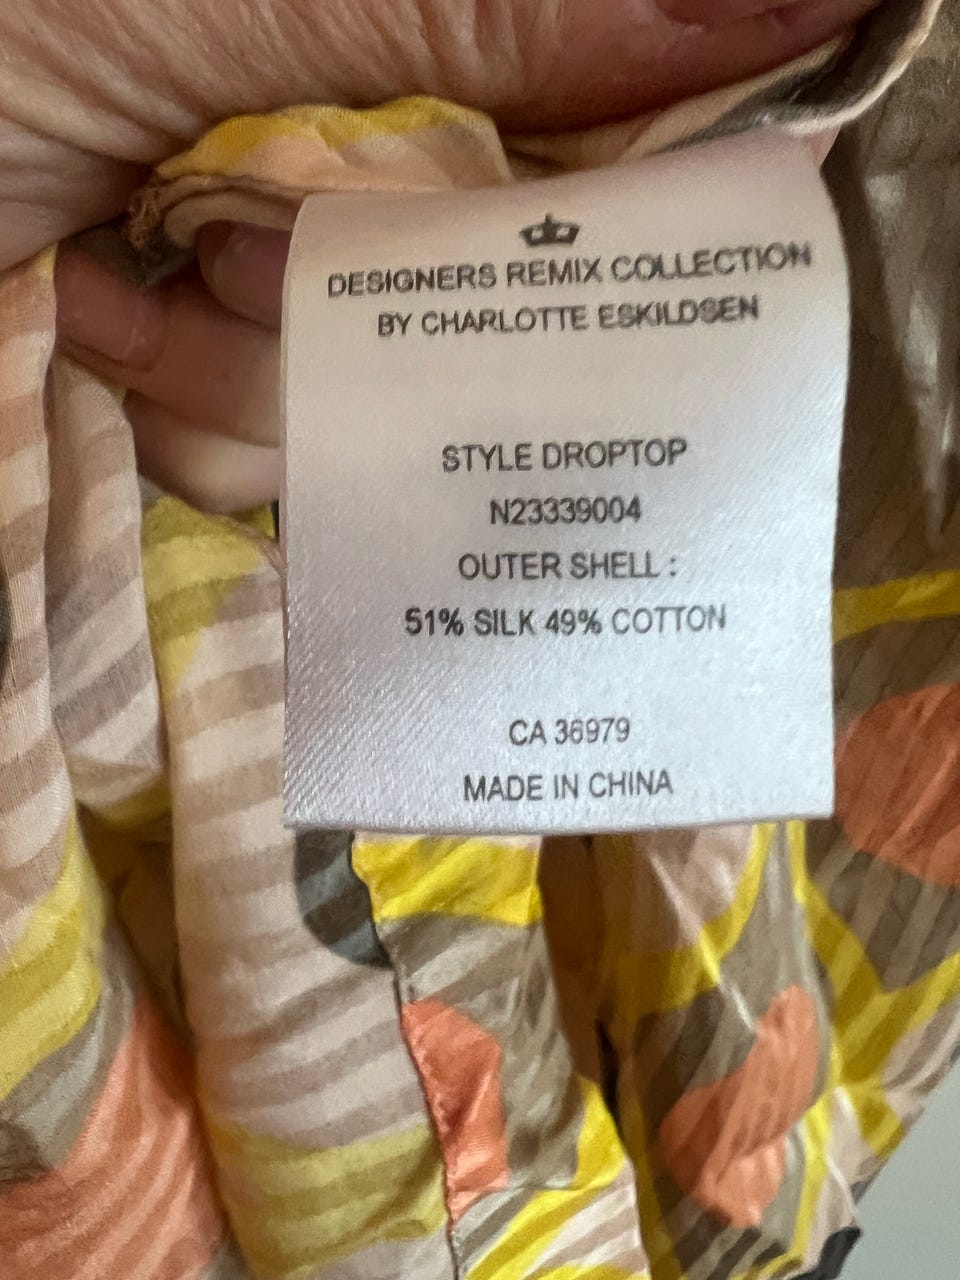 DESIGNERS REMIX COLLECTION
BY CHARLOTTE ESKILDSEN
STYLE DROPTOP
N23339004
OUTER SHELL :
51% SILK 49% COTTON
CA 36979
MADE IN CHINA